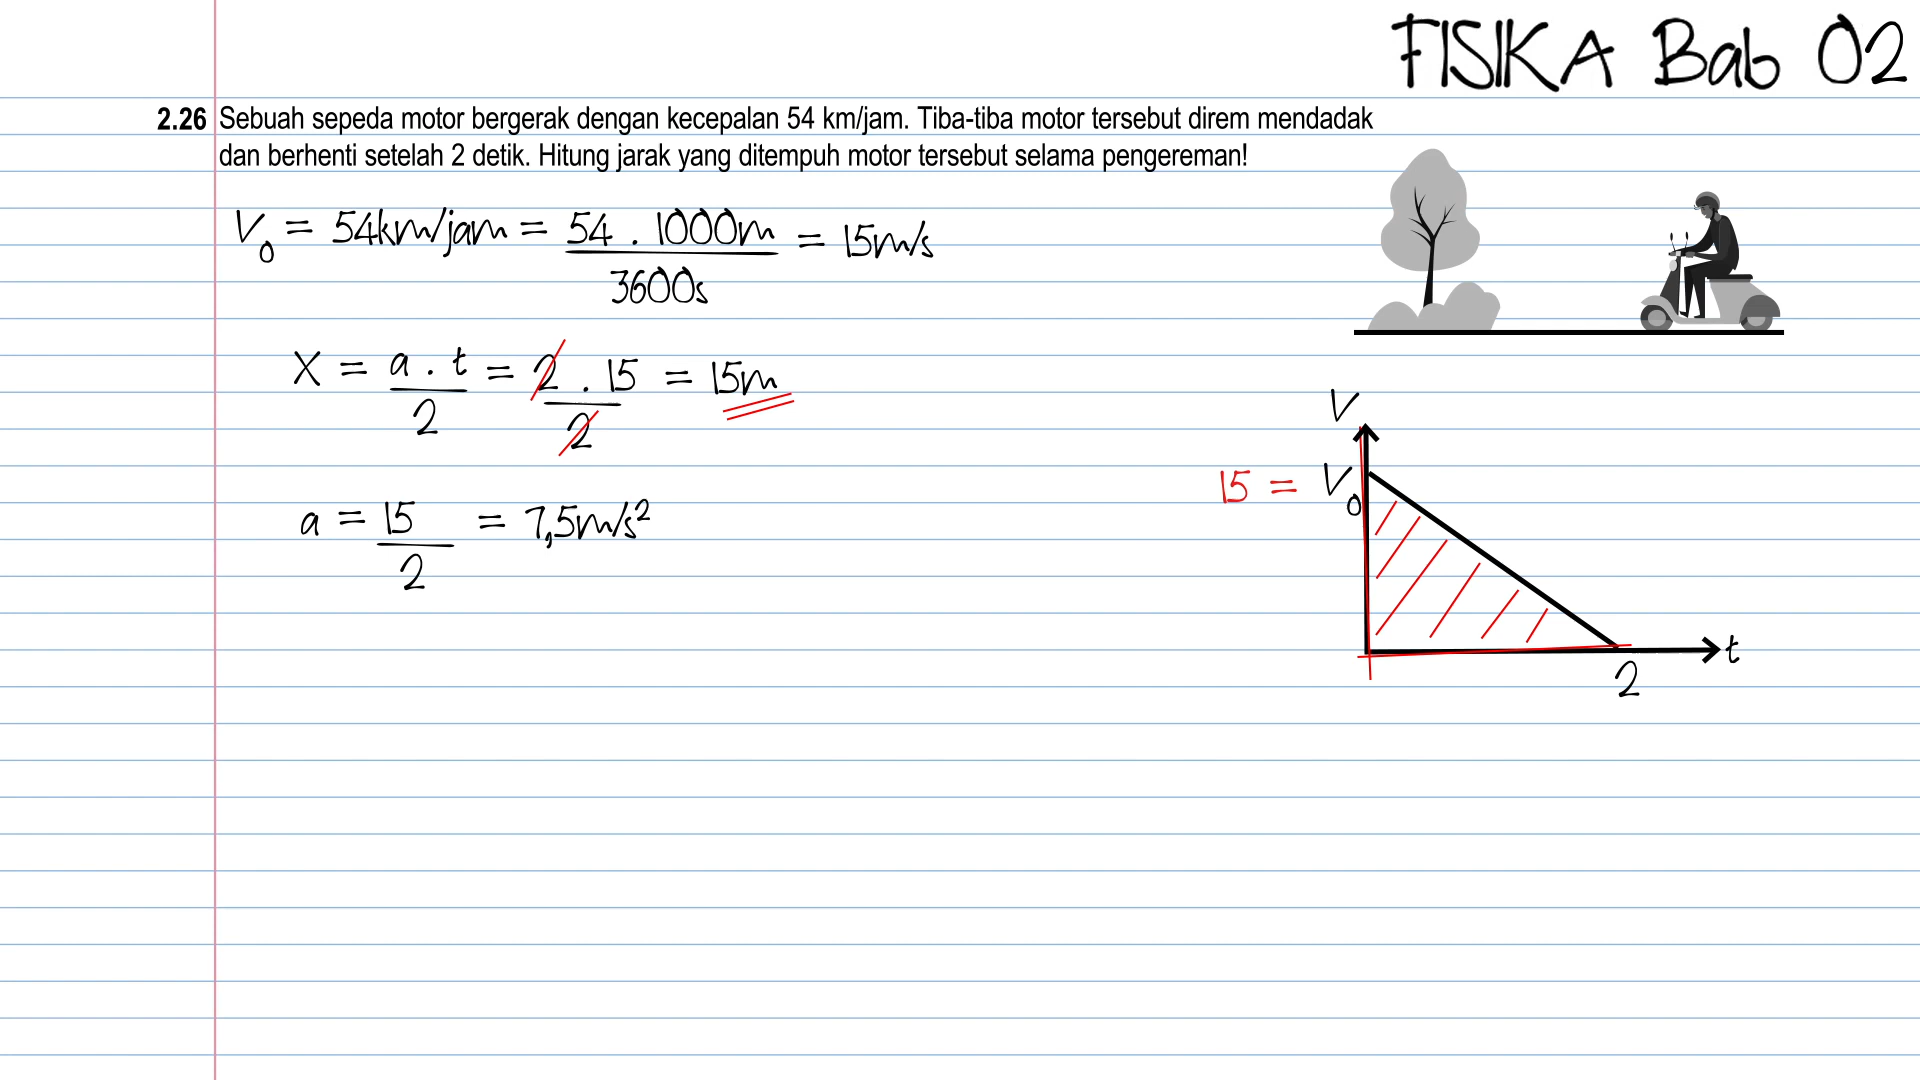 FISIKA Bab 02
2.26 Sebuah sepeda motor bergerak dengan kecepalan 54 km/jam. Tiba-tiba motor tersebut direm mendadak
dan berhenti setelah 2 detik. Hitung jarak yang ditempuh motor tersebut selama pengereman!
V₀ = 54km/jam = 54 . 1000m / 3600s = 15m/s
X = a . t / 2 = 2 . 15 / 2 = 15m
a = 15 / 2 = 7,5m/s²
V
15 = V₀
t
2